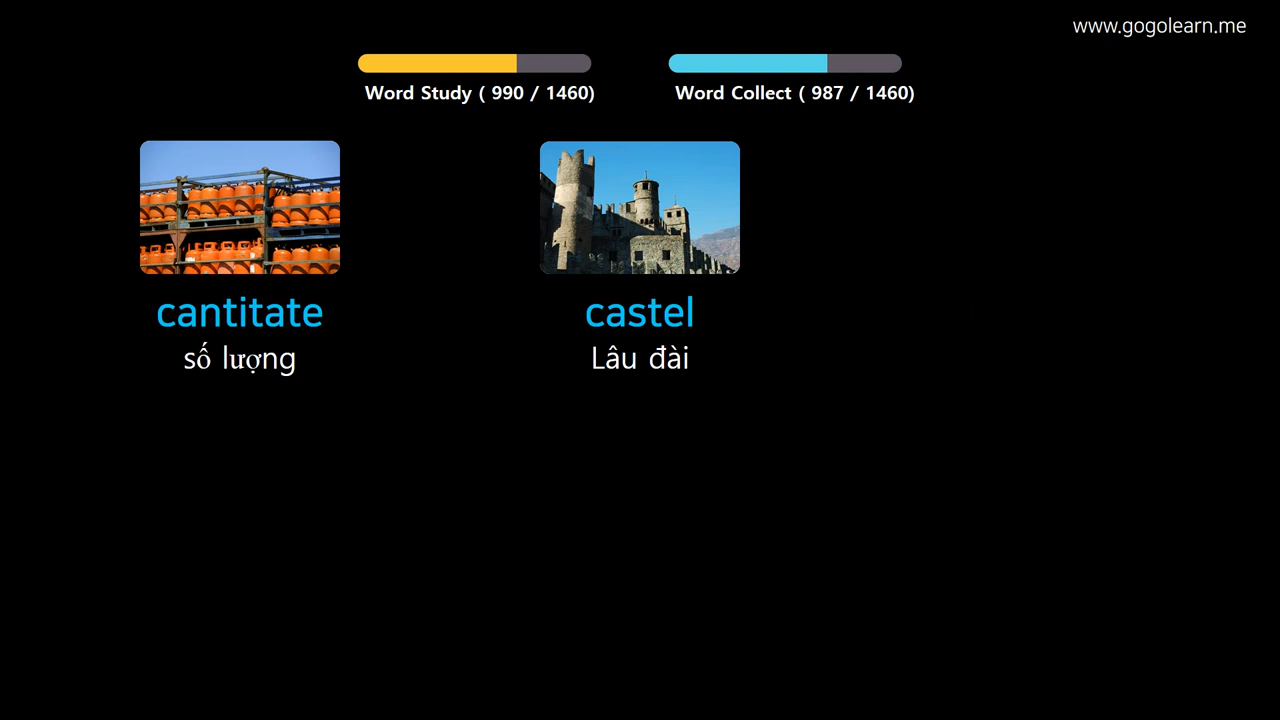 www.gogolearn.me
Word Study ( 990 / 1460)
Word Collect ( 987 / 1460)
cantitate
số lượng
castel
Lâu đài